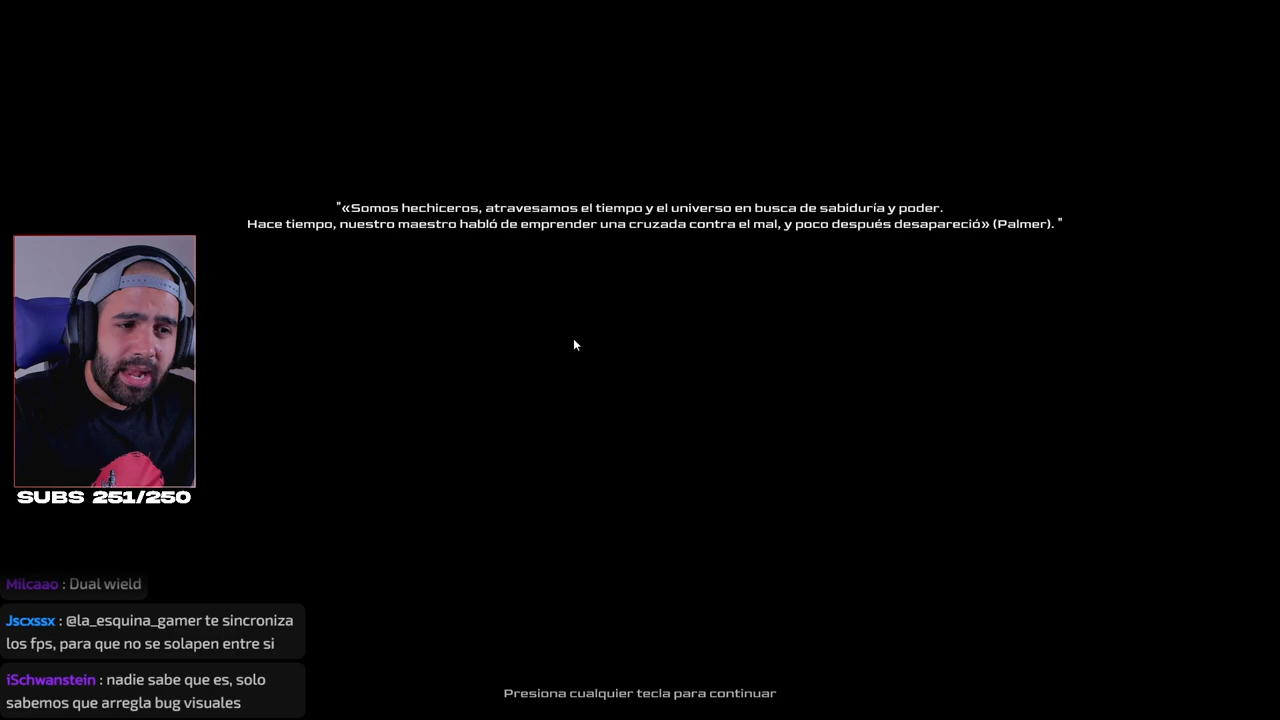 "«Somos hechiceros, atravesamos el tiempo y el universo en busca de sabiduría y poder.
Hace tiempo, nuestro maestro habló de emprender una cruzada contra el mal, y poco después desapareció» (Palmer). "
SUBS 251/250
Milcaao : Dual wield
Jscxssx : @la_esquina_gamer te sincroniza
los fps, para que no se solapen entre si
iSchwanstein : nadie sabe que es, solo
sabemos que arregla bug visuales
Presiona cualquier tecla para continuar